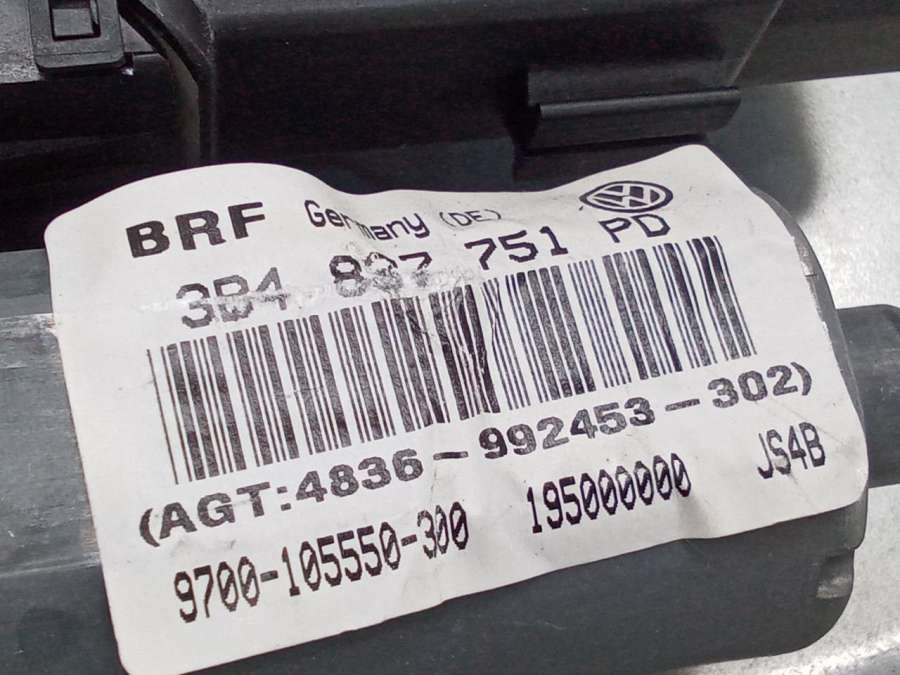 BRF Germany (DE)
3B4 837 751 PD
(AGT:4836-992453-302)
9700-105550-300 195000000 JS4B